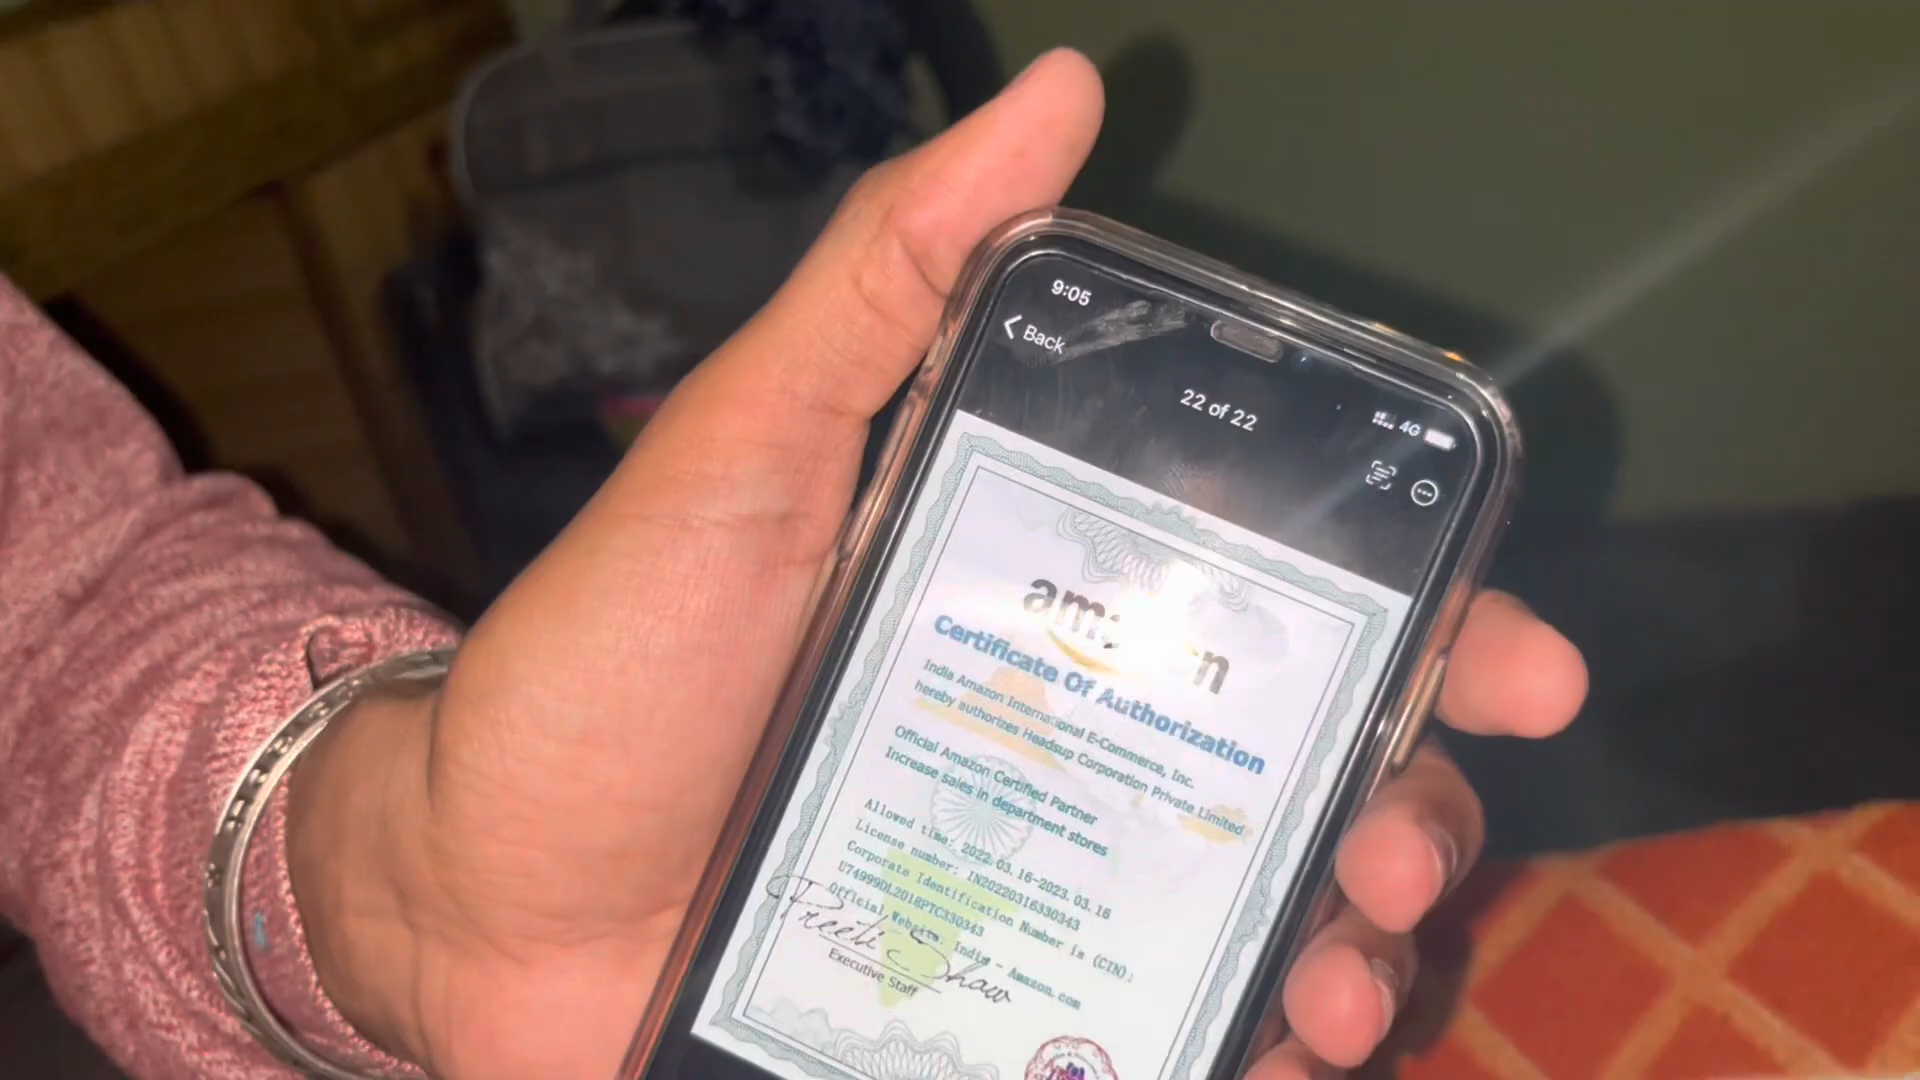 9:05
Back
22 of 22
4G
amazon
Certificate Of Authorization
India Amazon International E-Commerce, Inc.
hereby authorizes Headsup Corporation Private Limited
Official Amazon Certified Partner
Increase sales in department stores
Allowed time: 2022.03.16-2023.03.16
License number: IN20220316330343
Corporate Identification Number is (CIN):
U74999DL2018PTC330343
Official Website: India - Amazon.com
Preeti Shaw
Executive Staff